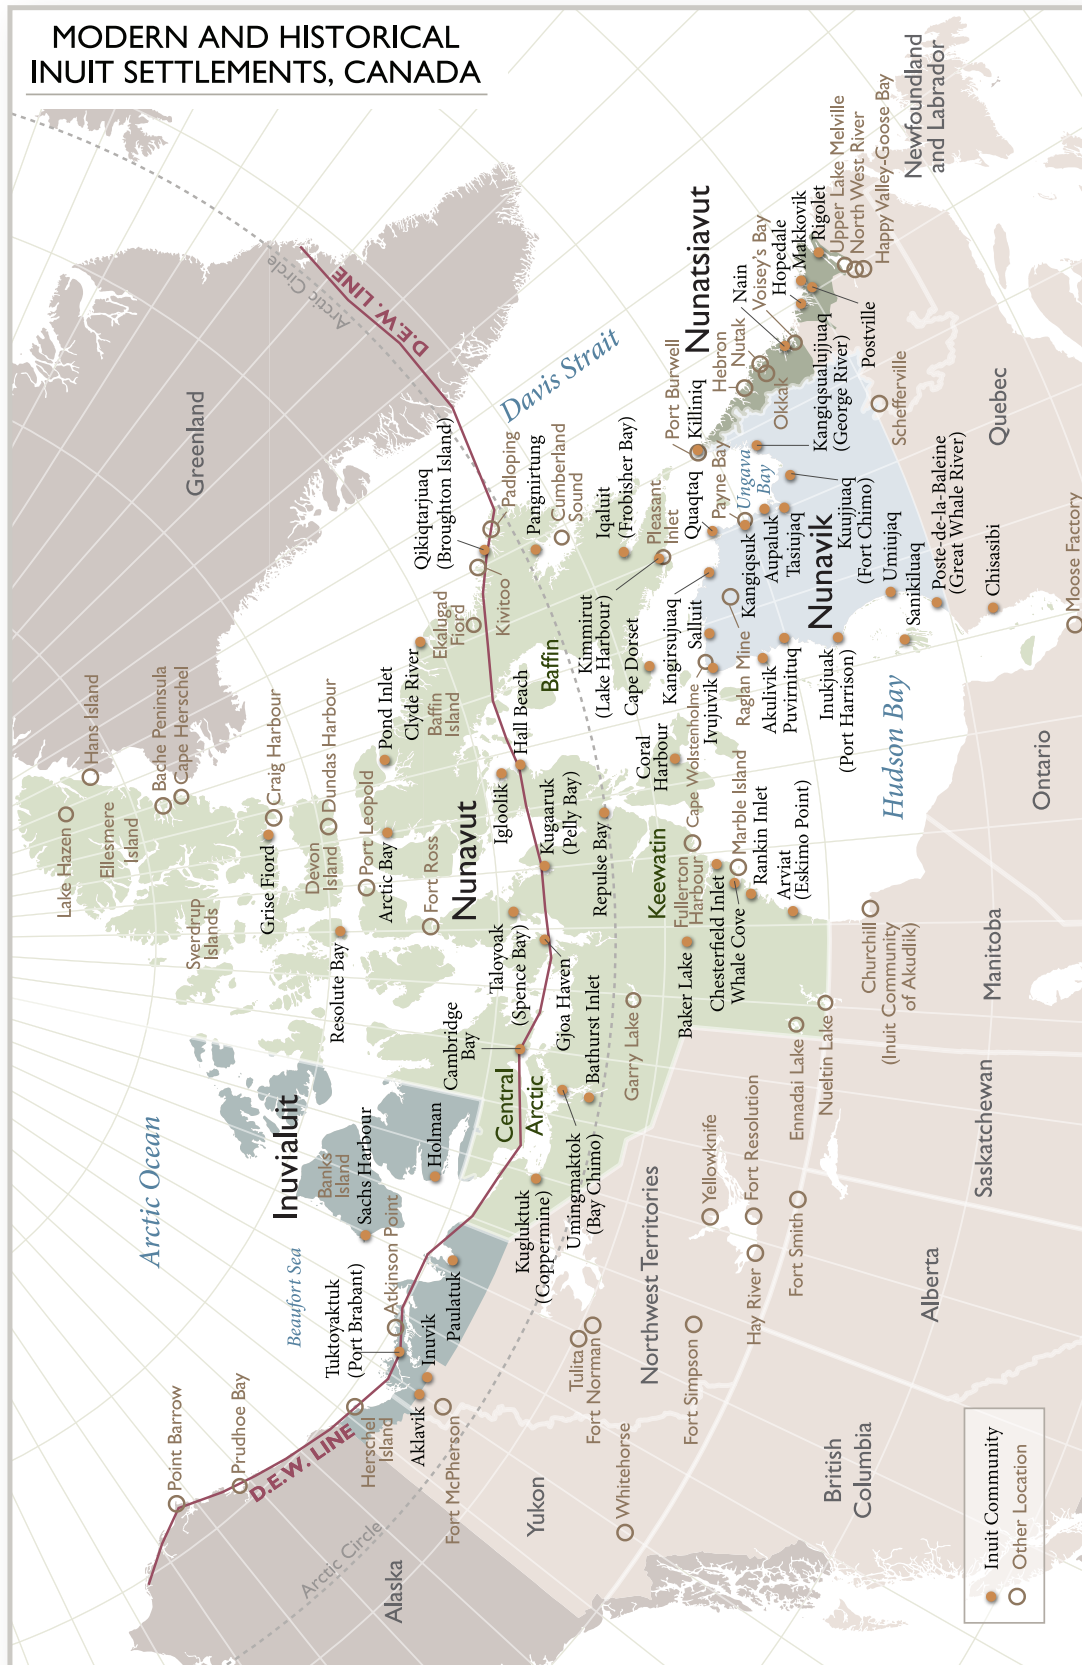 MODERN AND HISTORICAL
INUIT SETTLEMENTS, CANADA
Arctic Ocean
Beaufort Sea
Davis Strait
Hudson Bay
Ungava
Bay
Greenland
Alaska
Yukon
Northwest Territories
British
Columbia
Alberta
Saskatchewan
Manitoba
Ontario
Quebec
Newfoundland
and Labrador
Arctic Circle
Arctic Circle
D.E.W. LINE
D.E.W. LINE
Inuvialuit
Nunavut
Nunavik
Nunatsiavut
Central
Arctic
Keewatin
Baffin
Point Barrow
Prudhoe Bay
Herschel
Island
Aklavik
Inuvik
Fort McPherson
Tuktoyaktuk
(Port Brabant)
Atkinson Point
Paulatuk
Banks
Island
Sachs Harbour
Holman
Kugluktuk
(Coppermine)
Umingmaktok
(Bay Chimo)
Bathurst Inlet
Cambridge
Bay
Gjoa Haven
Taloyoak
(Spence Bay)
Kugaaruk
(Pelly Bay)
Repulse Bay
Igloolik
Hall Beach
Lake Hazen
Ellesmere
Island
Hans Island
Bache Peninsula
Cape Herschel
Sverdrup
Islands
Grise Fiord
Craig Harbour
Devon
Island
Dundas Harbour
Resolute Bay
Port Leopold
Arctic Bay
Fort Ross
Pond Inlet
Clyde River
Baffin
Island
Ekalugad
Fiord
Kivitoo
Qikiqtarjuaq
(Broughton Island)
Padloping
Pangnirtung
Cumberland
Sound
Iqaluit
(Frobisher Bay)
Pleasant
Inlet
Kimmirut
(Lake Harbour)
Cape Dorset
Coral
Harbour
Cape Wolstenholme
Fullerton
Harbour
Marble Island
Chesterfield Inlet
Whale Cove
Rankin Inlet
Arviat
(Eskimo Point)
Baker Lake
Garry Lake
Ennadai Lake
Nueltin Lake
Churchill
(Inuit Community
of Akudlik)
Yellowknife
Fort Resolution
Hay River
Fort Smith
Fort Simpson
Tulita
Fort Norman
Whitehorse
Port Burwell
Killiniq
Quaqtaq
Payne Bay
Kangiqsuk
Aupaluk
Tasiujaq
Kuujjuaq
(Fort Chimo)
Kangiqsualujjuaq
(George River)
Kangirsujuaq
Salluit
Raglan Mine
Ivujuvik
Akulivik
Puvirnituq
Inukjuak
(Port Harrison)
Umiujaq
Sanikiluaq
Poste-de-la-Baleine
(Great Whale River)
Chisasibi
Moose Factory
Schefferville
Hebron
Nutak
Okkak
Voisey's Bay
Nain
Hopedale
Makkovik
Postville
Rigolet
Upper Lake Melville
North West River
Happy Valley-Goose Bay
Inuit Community
Other Location